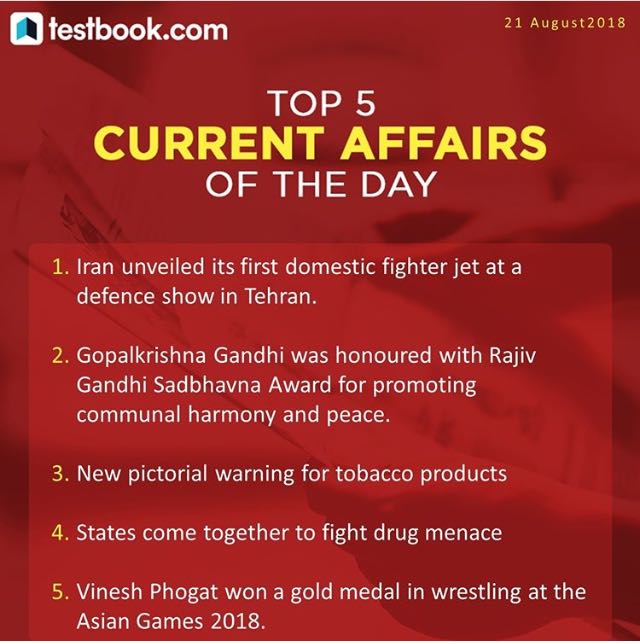 testbook.com
21 August2018
TOP 5
CURRENT AFFAIRS
OF THE DAY
1. Iran unveiled its first domestic fighter jet at a
defence show in Tehran.
2. Gopalkrishna Gandhi was honoured with Rajiv
Gandhi Sadbhavna Award for promoting
communal harmony and peace.
3. New pictorial warning for tobacco products
4. States come together to fight drug menace
5. Vinesh Phogat won a gold medal in wrestling at the
Asian Games 2018.